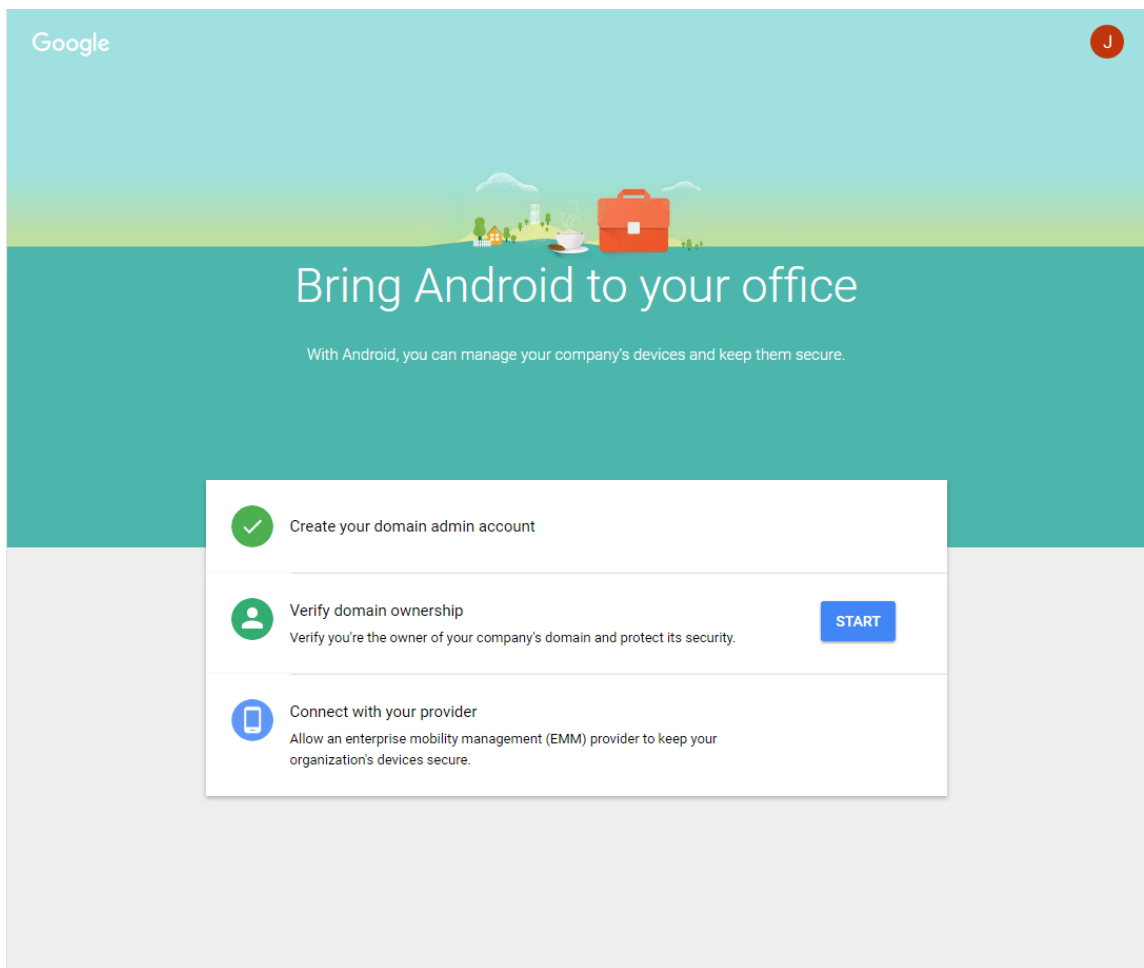 Google
J
Bring Android to your office
With Android, you can manage your company's devices and keep them secure.
Create your domain admin account
Verify domain ownership
Verify you're the owner of your company's domain and protect its security.
START
Connect with your provider
Allow an enterprise mobility management (EMM) provider to keep your
organization's devices secure.